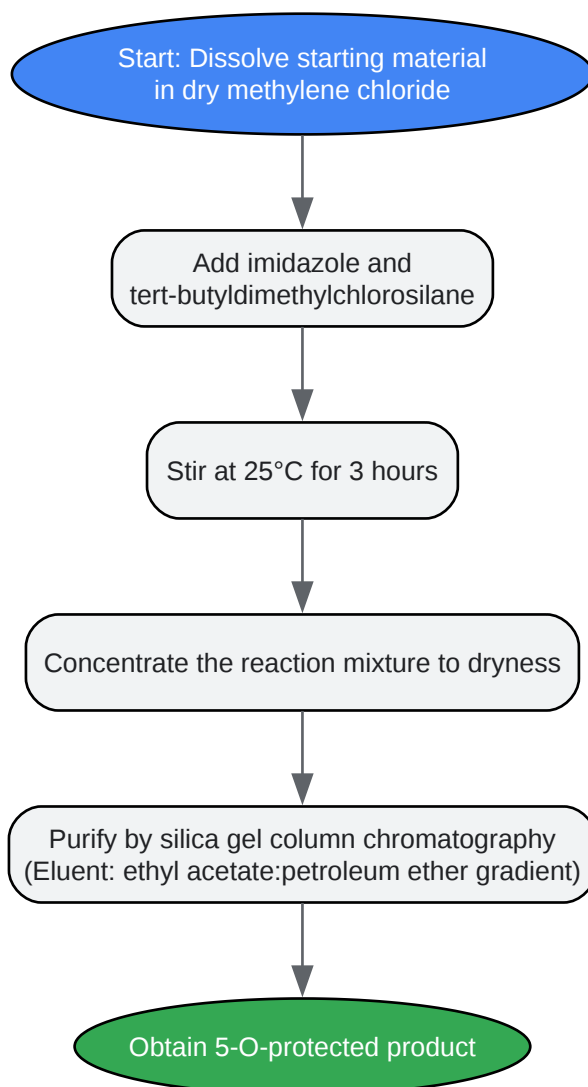 Start: Dissolve starting material
in dry methylene chloride
Add imidazole and
tert-butyldimethylchlorosilane
Stir at 25°C for 3 hours
Concentrate the reaction mixture to dryness
Purify by silica gel column chromatography
(Eluent: ethyl acetate:petroleum ether gradient)
Obtain 5-O-protected product